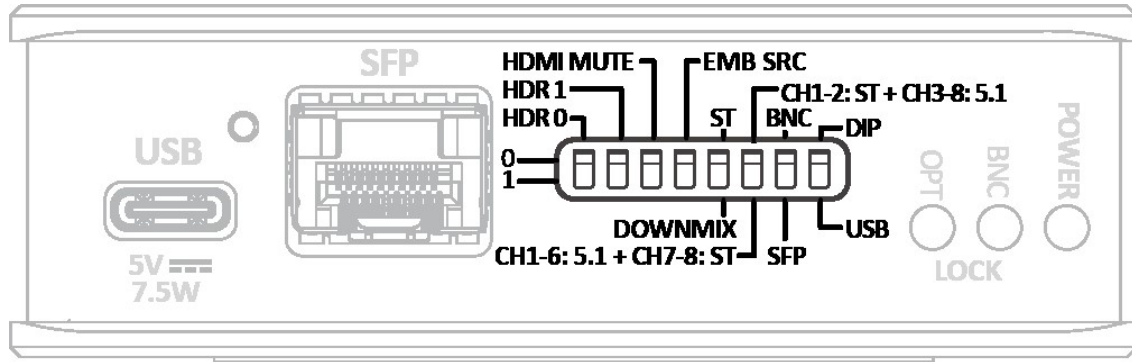 SFP
USB
5V
7.5W
HDMI MUTE
HDR 1
HDR 0
0
1
EMB SRC
CH1-2: ST + CH3-8: 5.1
ST
BNC
DIP
DOWNMIX
USB
CH1-6: 5.1 + CH7-8: ST
SFP
OPT
BNC
POWER
LOCK